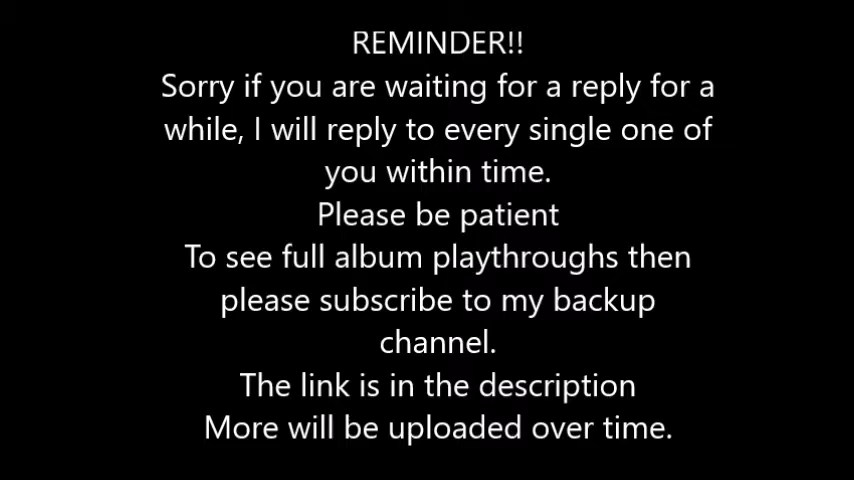 REMINDER!!
Sorry if you are waiting for a reply for a
while, I will reply to every single one of
you within time.
Please be patient
To see full album playthroughs then
please subscribe to my backup
channel.
The link is in the description
More will be uploaded over time.